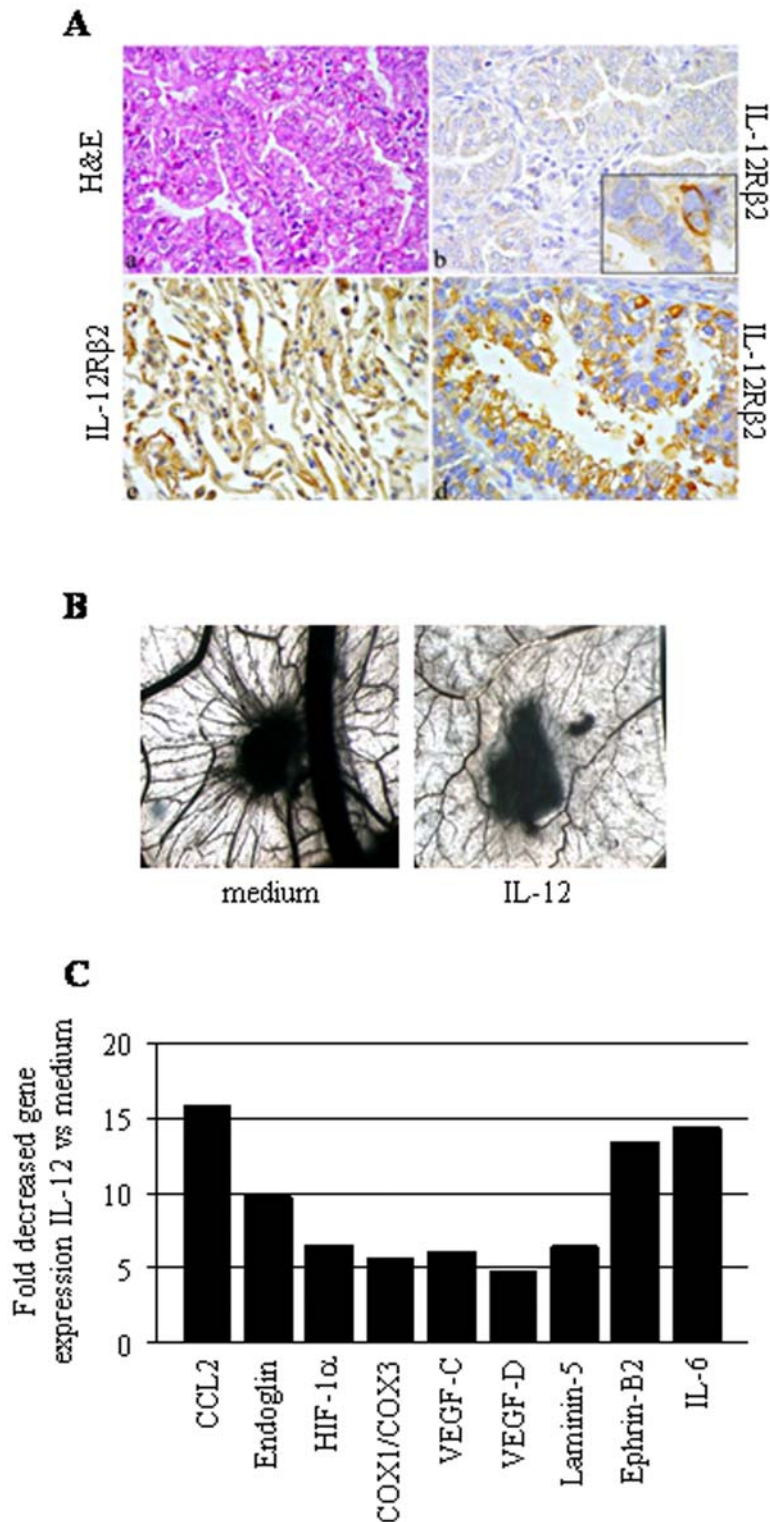 A
H&E
IL-12Rβ2
a
b
IL-12Rβ2
IL-12Rβ2
c
d
B
medium
IL-12
C
Fold decreased gene
expression IL-12 vs medium
20
15
10
5
0
CCL2
Endoglin
HIF-1α
COX1/COX3
VEGF-C
VEGF-D
Laminin-5
Ephrin-B2
IL-6